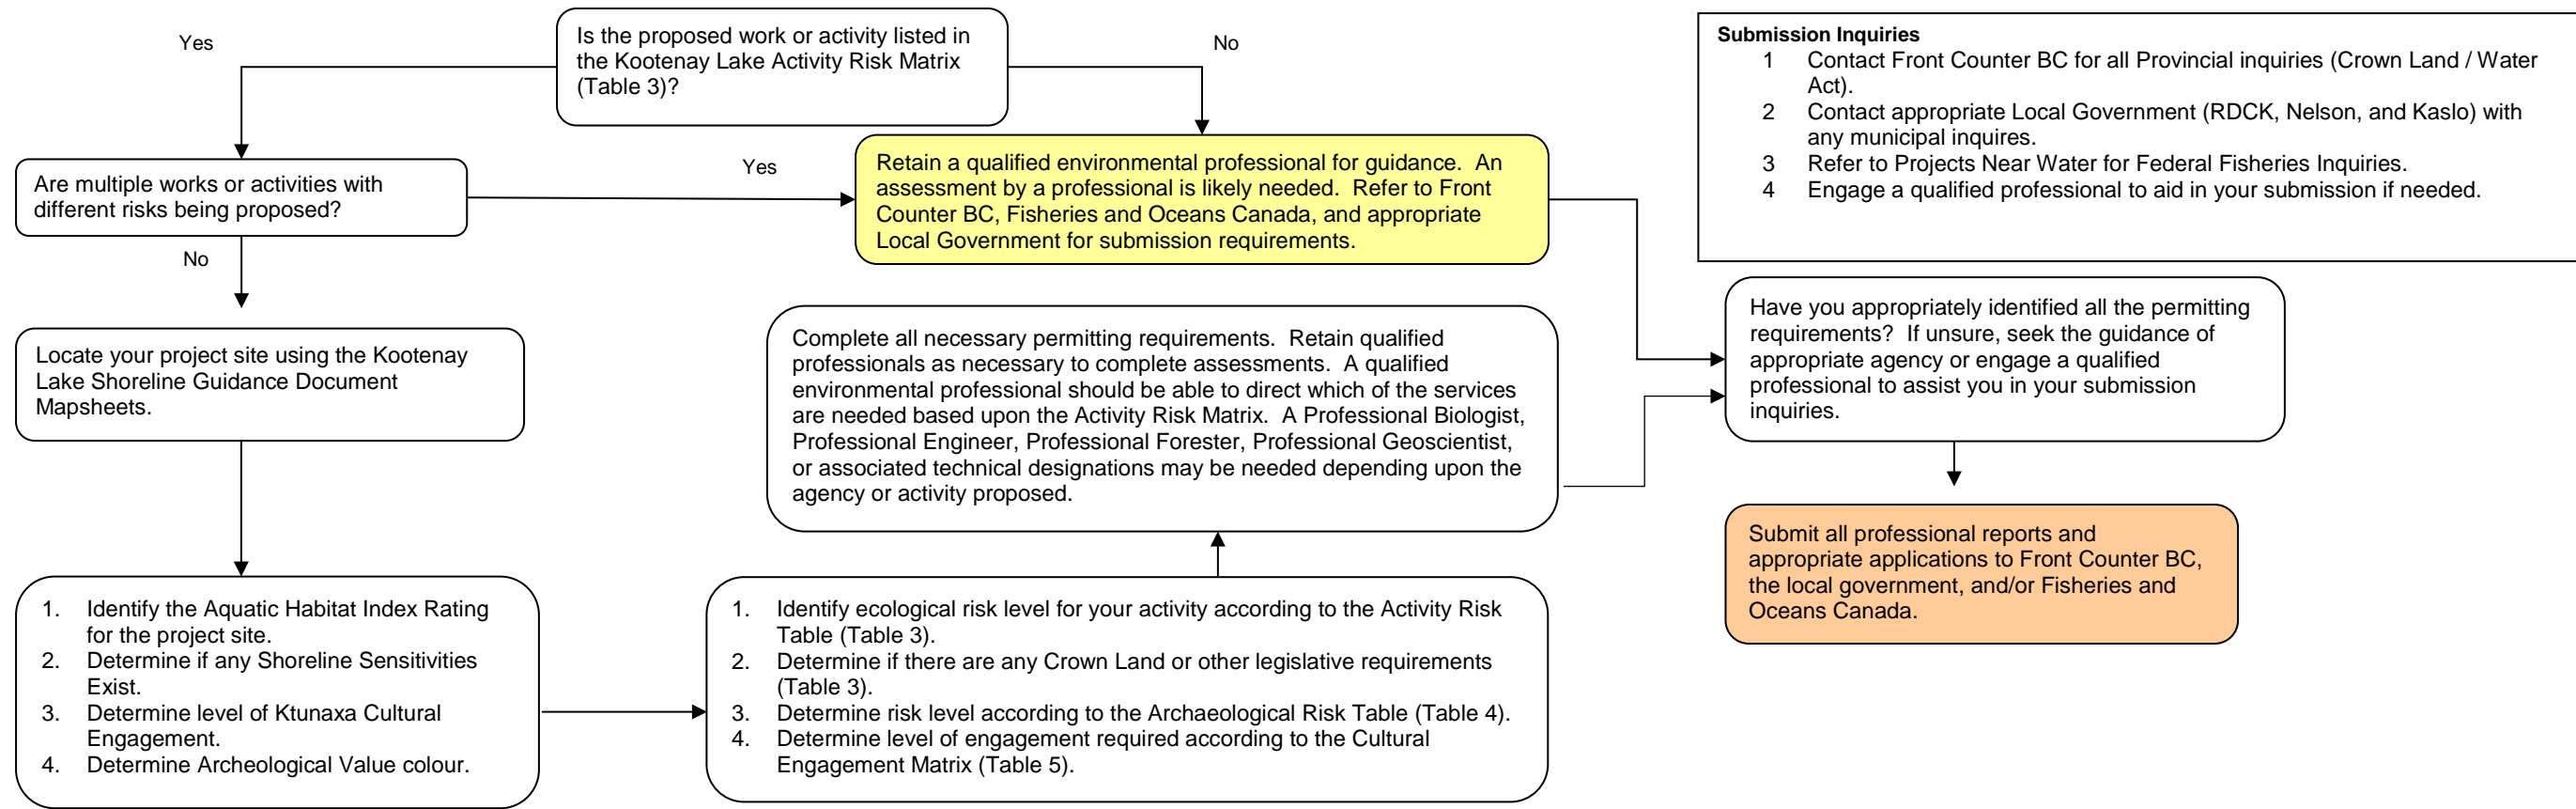 Yes
Is the proposed work or activity listed in
the Kootenay Lake Activity Risk Matrix
(Table 3)?
No
Submission Inquiries
1 Contact Front Counter BC for all Provincial inquiries (Crown Land / Water
Act).
2 Contact appropriate Local Government (RDCK, Nelson, and Kaslo) with
any municipal inquires.
3 Refer to Projects Near Water for Federal Fisheries Inquiries.
4 Engage a qualified professional to aid in your submission if needed.
Are multiple works or activities with
different risks being proposed?
Yes
Retain a qualified environmental professional for guidance. An
assessment by a professional is likely needed. Refer to Front
Counter BC, Fisheries and Oceans Canada, and appropriate
Local Government for submission requirements.
No
Locate your project site using the Kootenay
Lake Shoreline Guidance Document
Mapsheets.
Complete all necessary permitting requirements. Retain qualified
professionals as necessary to complete assessments. A qualified
environmental professional should be able to direct which of the services
are needed based upon the Activity Risk Matrix. A Professional Biologist,
Professional Engineer, Professional Forester, Professional Geoscientist,
or associated technical designations may be needed depending upon the
agency or activity proposed.
Have you appropriately identified all the permitting
requirements? If unsure, seek the guidance of
appropriate agency or engage a qualified
professional to assist you in your submission
inquiries.
Submit all professional reports and
appropriate applications to Front Counter BC,
the local government, and/or Fisheries and
Oceans Canada.
1. Identify the Aquatic Habitat Index Rating
for the project site.
2. Determine if any Shoreline Sensitivities
Exist.
3. Determine level of Ktunaxa Cultural
Engagement.
4. Determine Archeological Value colour.
1. Identify ecological risk level for your activity according to the Activity Risk
Table (Table 3).
2. Determine if there are any Crown Land or other legislative requirements
(Table 3).
3. Determine risk level according to the Archaeological Risk Table (Table 4).
4. Determine level of engagement required according to the Cultural
Engagement Matrix (Table 5).